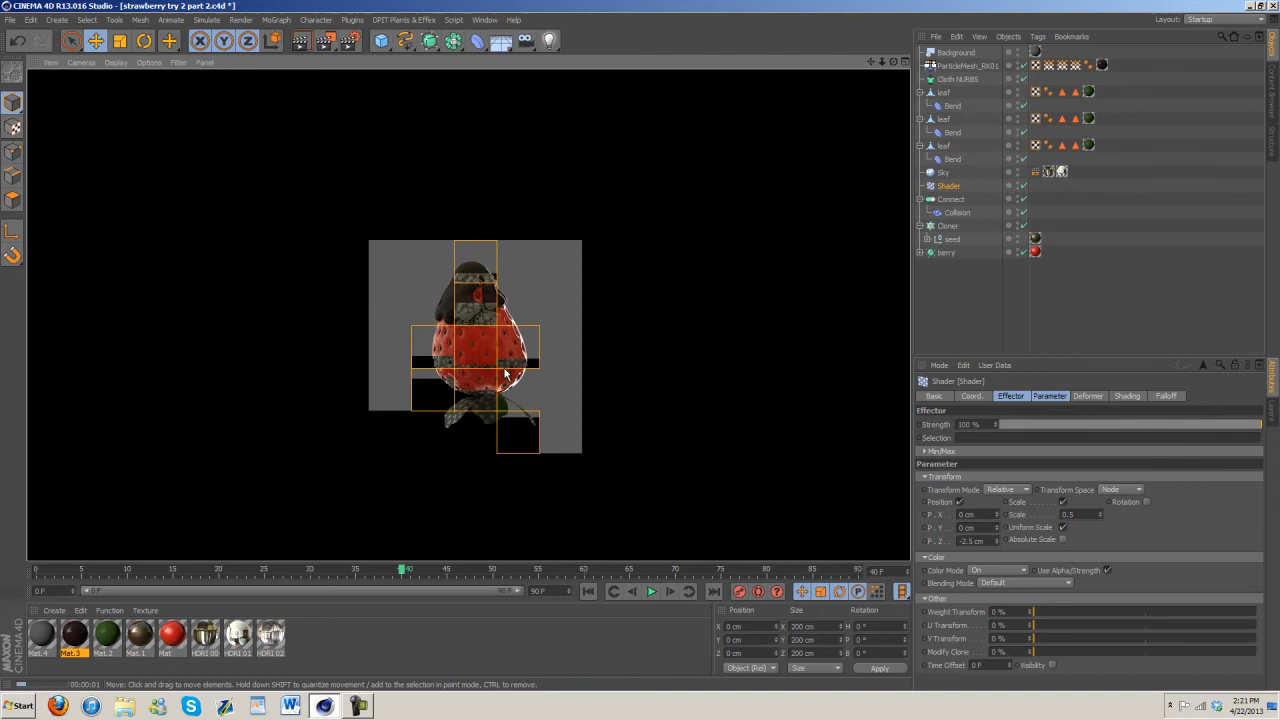 CINEMA 4D R13.016 Studio - [strawberry try 2 part 2.c4d *]
File Edit Create Select Tools Mesh Animate Simulate Render MoGraph Character Plugins DPIT Plants & Effex Script Window Help
Layout: Startup
View Cameras Display Options Filter Panel
File Edit View Objects Tags Bookmarks
Background
ParticleMesh_RK01
Cloth NURBS
leaf
Bend
leaf
Bend
leaf
Bend
Sky
Shader
Connect
Collision
Cloner
seed
berry
Objects
Content Browser
Structure
Mode Edit User Data
Shader [Shader]
Basic Coord. Effector Parameter Deformer Shading Falloff
Effector
Strength 100 %
Selection
Min/Max
Parameter
Transform
Transform Mode Relative Transform Space Node
Position Scale Rotation
P . X 0 cm Scale 0.5
P . Y 0 cm Uniform Scale
P . Z -2.5 cm Absolute Scale
Color
Color Mode On Use Alpha/Strength
Blending Mode Default
Other
Weight Transform 0 %
U Transform 0 %
V Transform 0 %
Modify Clone 0 %
Time Offset 0 F Visibility
Attributes
Layers
0 5 10 15 20 25 30 35 40 45 50 55 60 65 70 75 80 85 90 40 F
0 F 0 F 90 F 90 F
Create Edit Function Texture
Mat.4 Mat.3 Mat.2 Mat.1 Mat HDRI 00 HDRI 01 HDRI 02
Position Size Rotation
X 0 cm X 200 cm H 0 °
Y 0 cm Y 200 cm P 0 °
Z 0 cm Z 200 cm B 0 °
Object (Rel) Size Apply
MAXON
CINEMA 4D
00:00:01 Move: Click and drag to move elements. Hold down SHIFT to quantize movement / add to the selection in point mode, CTRL to remove.
Start
2:21 PM
4/22/2013